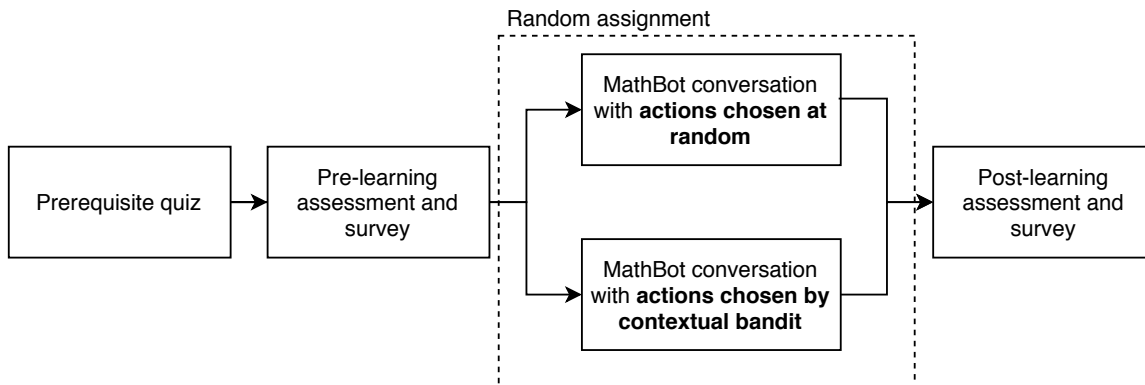 Random assignment
Prerequisite quiz
Pre-learning
assessment and
survey
MathBot conversation
with actions chosen at
random
MathBot conversation
with actions chosen by
contextual bandit
Post-learning
assessment and
survey